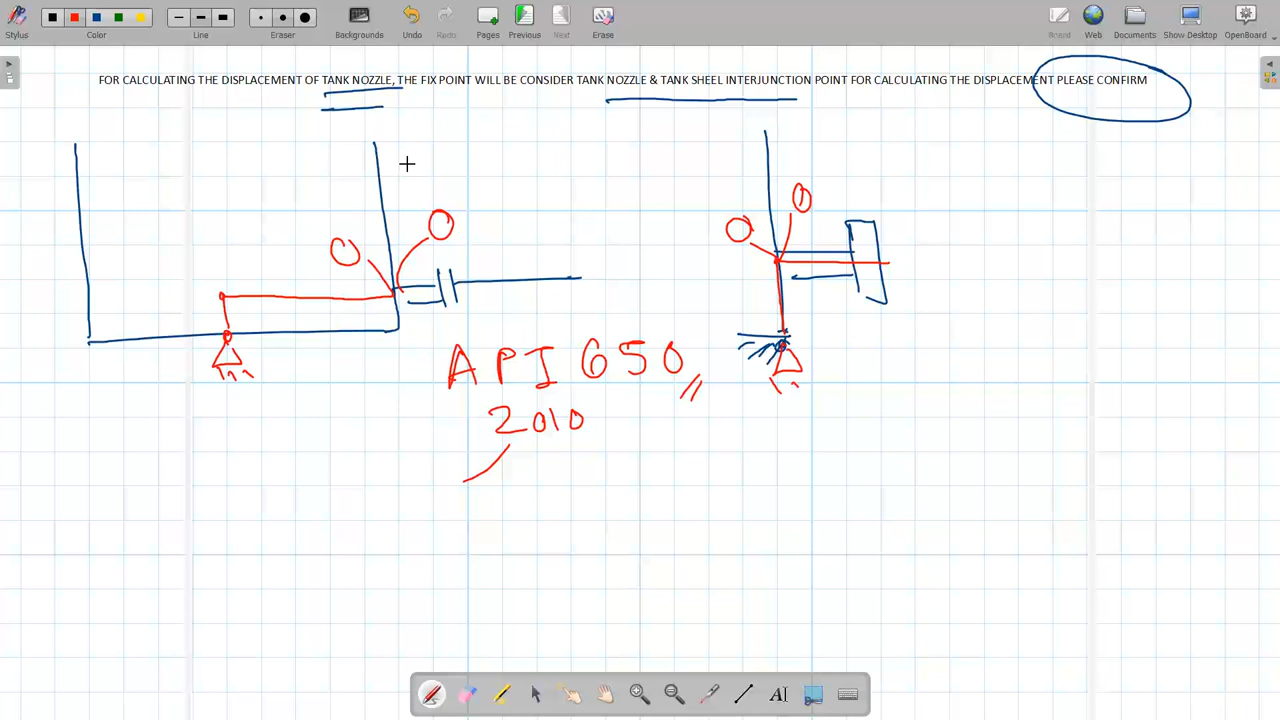 Stylus
Color
Line
Eraser
Backgrounds
Undo
Redo
Pages
Previous
Next
Erase
Board
Web
Documents
Show Desktop
OpenBoard
FOR CALCULATING THE DISPLACEMENT OF TANK NOZZLE, THE FIX POINT WILL BE CONSIDER TANK NOZZLE & TANK SHEEL INTERJUNCTION POINT FOR CALCULATING THE DISPLACEMENT PLEASE CONFIRM
API 650
2010